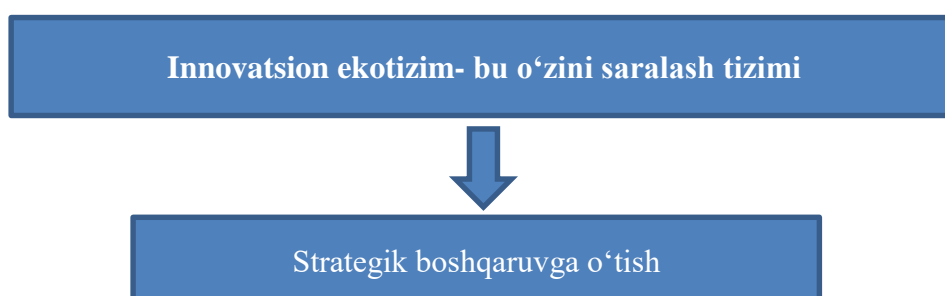 Innovatsion ekotizim- bu o‘zini saralash tizimi
Strategik boshqaruvga o‘tish